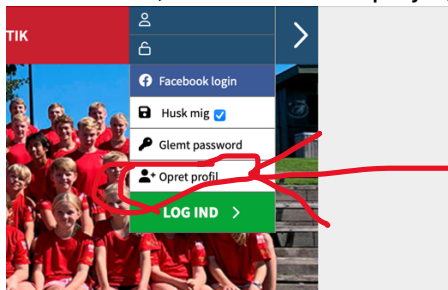 TIK
Facebook login
Husk mig
Glemt password
Opret profil
LOG IND